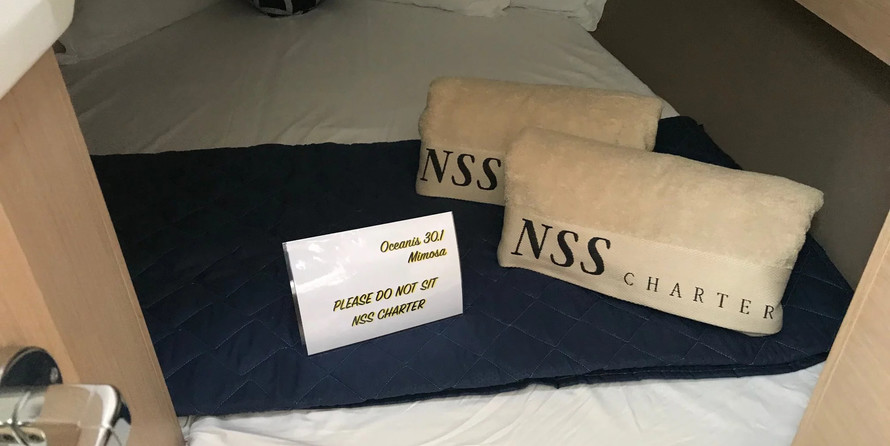 Oceanis 30.1
Mimosa
PLEASE DO NOT SIT
NSS CHARTER
NSS
NSS
CHARTER